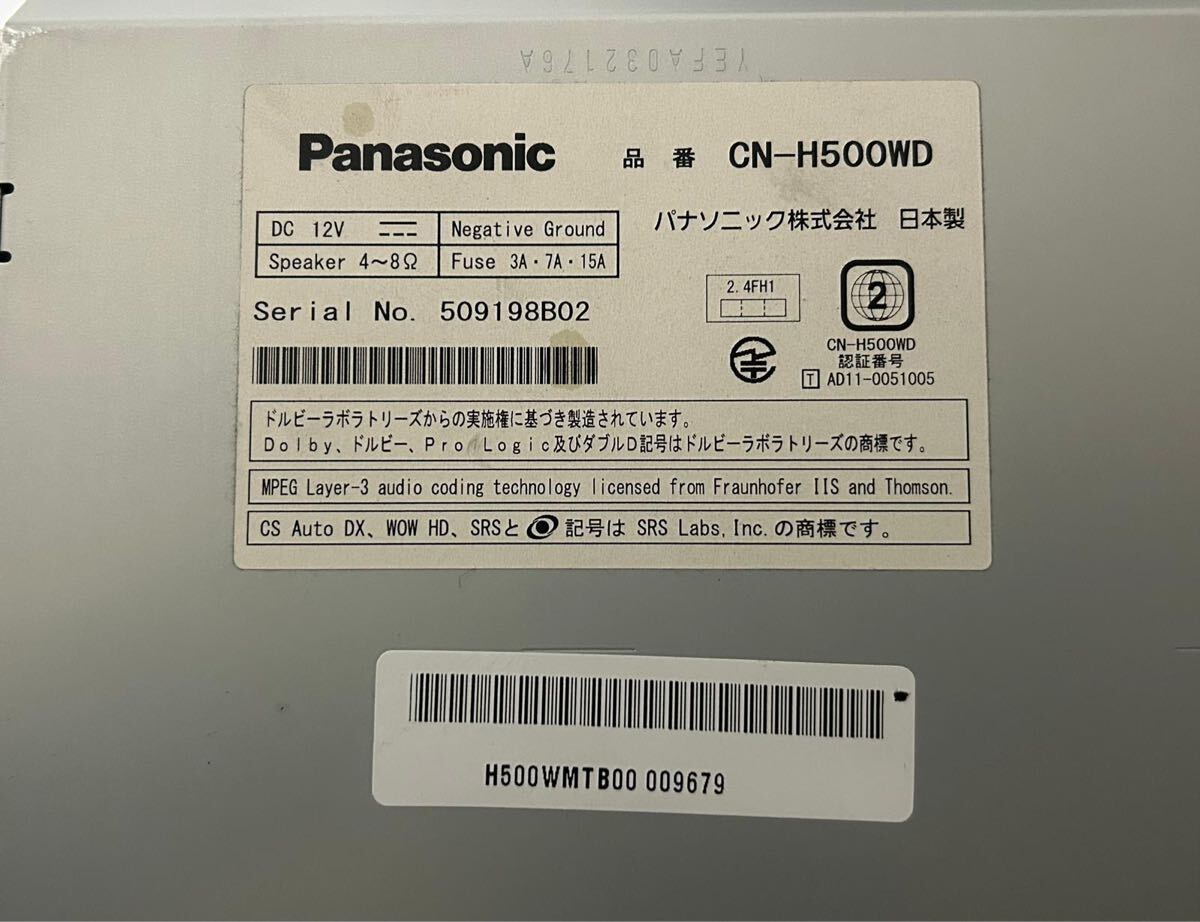 YEFA032176A
Panasonic 品番 CN-H500WD
DC 12V
Negative Ground
Speaker 4~8Ω
Fuse 3A・7A・15A
パナソニック株式会社 日本製
Serial No. 509198B02
2.4FH1
2
CN-H500WD
認証番号
T AD11-0051005
ドルビーラボラトリーズからの実施権に基づき製造されています。
Dolby、ドルビー、Pro Logic及びダブルD記号はドルビーラボラトリーズの商標です。
MPEG Layer-3 audio coding technology licensed from Fraunhofer IIS and Thomson.
CS Auto DX、WOW HD、SRSと 記号は SRS Labs, Inc. の商標です。
H500WMTB00 009679